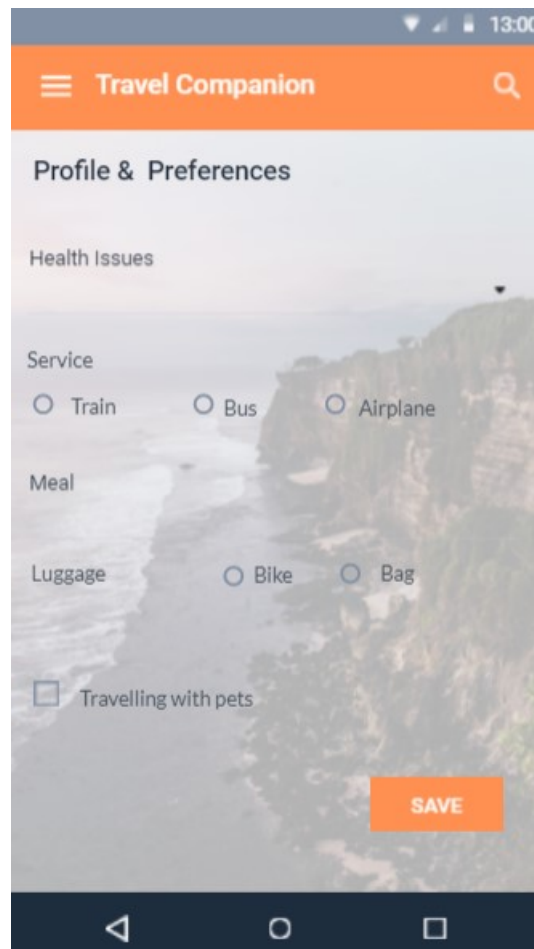 13:00
Travel Companion
Profile & Preferences
Health Issues
Service
Train Bus Airplane
Meal
Luggage Bike Bag
Travelling with pets
SAVE